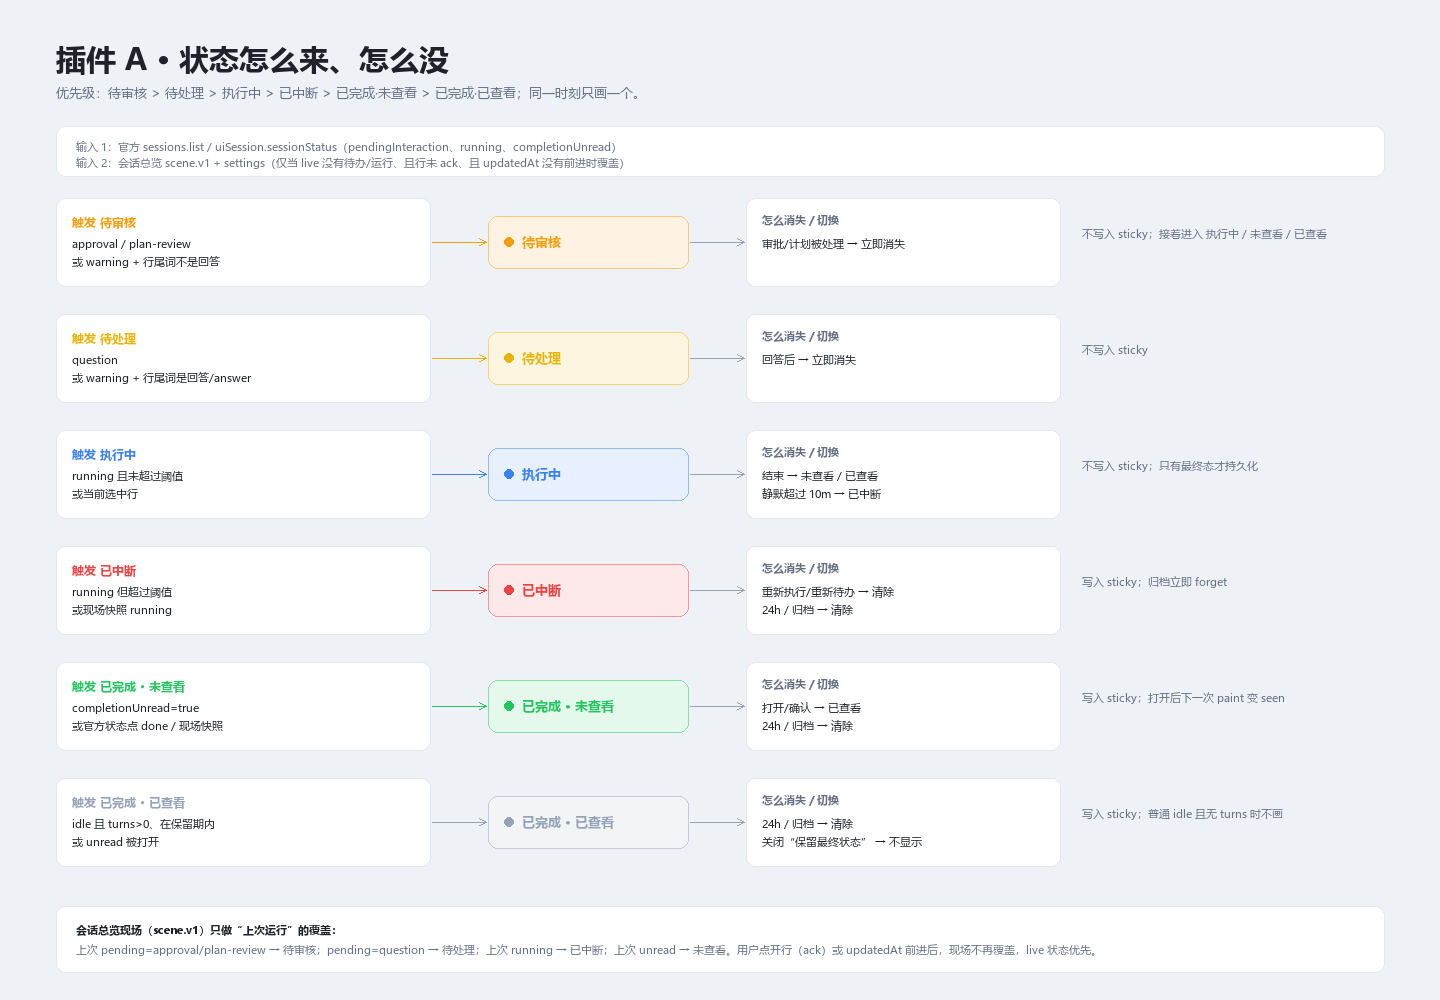 插件 A · 状态怎么来、怎么没
优先级：待审核 > 待处理 > 执行中 > 已中断 > 已完成·未查看 > 已完成·已查看；同一时刻只画一个。
输入 1：官方 sessions.list / uiSession.sessionStatus（pendingInteraction、running、completionUnread）
输入 2：会话总览 scene.v1 + settings（仅当 live 没有待办/运行、且行未 ack、且 updatedAt 没有前进时覆盖）
触发 待审核
approval / plan-review
或 warning + 行尾词不是回答
待审核
怎么消失 / 切换
审批/计划被处理 → 立即消失
不写入 sticky；接着进入 执行中 / 未查看 / 已查看
触发 待处理
question
或 warning + 行尾词是回答/answer
待处理
怎么消失 / 切换
回答后 → 立即消失
不写入 sticky
触发 执行中
running 且未超过阈值
或当前选中行
执行中
怎么消失 / 切换
结束 → 未查看 / 已查看
静默超过 10m → 已中断
不写入 sticky；只有最终态才持久化
触发 已中断
running 但超过阈值
或现场快照 running
已中断
怎么消失 / 切换
重新执行/重新待办 → 清除
24h / 归档 → 清除
写入 sticky；归档立即 forget
触发 已完成 · 未查看
completionUnread=true
或官方状态点 done / 现场快照
已完成 · 未查看
怎么消失 / 切换
打开/确认 → 已查看
24h / 归档 → 清除
写入 sticky；打开后下一次 paint 变 seen
触发 已完成 · 已查看
idle 且 turns>0、在保留期内
或 unread 被打开
已完成 · 已查看
怎么消失 / 切换
24h / 归档 → 清除
关闭“保留最终状态” → 不显示
写入 sticky；普通 idle 且无 turns 时不画
会话总览现场（scene.v1）只做“上次运行”的覆盖：
上次 pending=approval/plan-review → 待审核；pending=question → 待处理；上次 running → 已中断；上次 unread → 未查看。用户点开行（ack）或 updatedAt 前进后，现场不再覆盖，live 状态优先。